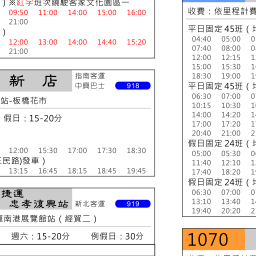 )※紅字班次繞駛客家文化園區一
09:50 11:00 14:00 15:00 16:00
21:00)
12:00 13:00 14:00 14:40 15:20
21:00
新 店
指南客運
中興巴士
918
站-板橋花市
假日：15-20分
12:00 15:30 17:00 17:30 18:30
民路)發車）
13:15 16:45 18:15 18:45 19:45
捷運
忠孝復興站
新北客運
919
南港展覽館站（經貿二）
週六：15-20分 例假日：30分
收費：依里程計費
平日固定45班（
04:40 05:00
07:40 08:00
12:00 12:15
15:00 15:30
18:30 19:00
平日固定45班（
06:30 07:00
10:15 10:30
14:00 14:20
17:00 17:20
20:40 21:00
假日固定24班（
05:30 05:50
11:40 12:10
17:40 18:20
假日固定24班（
06:30 07:00
13:10 13:40
19:40 20:20
1070